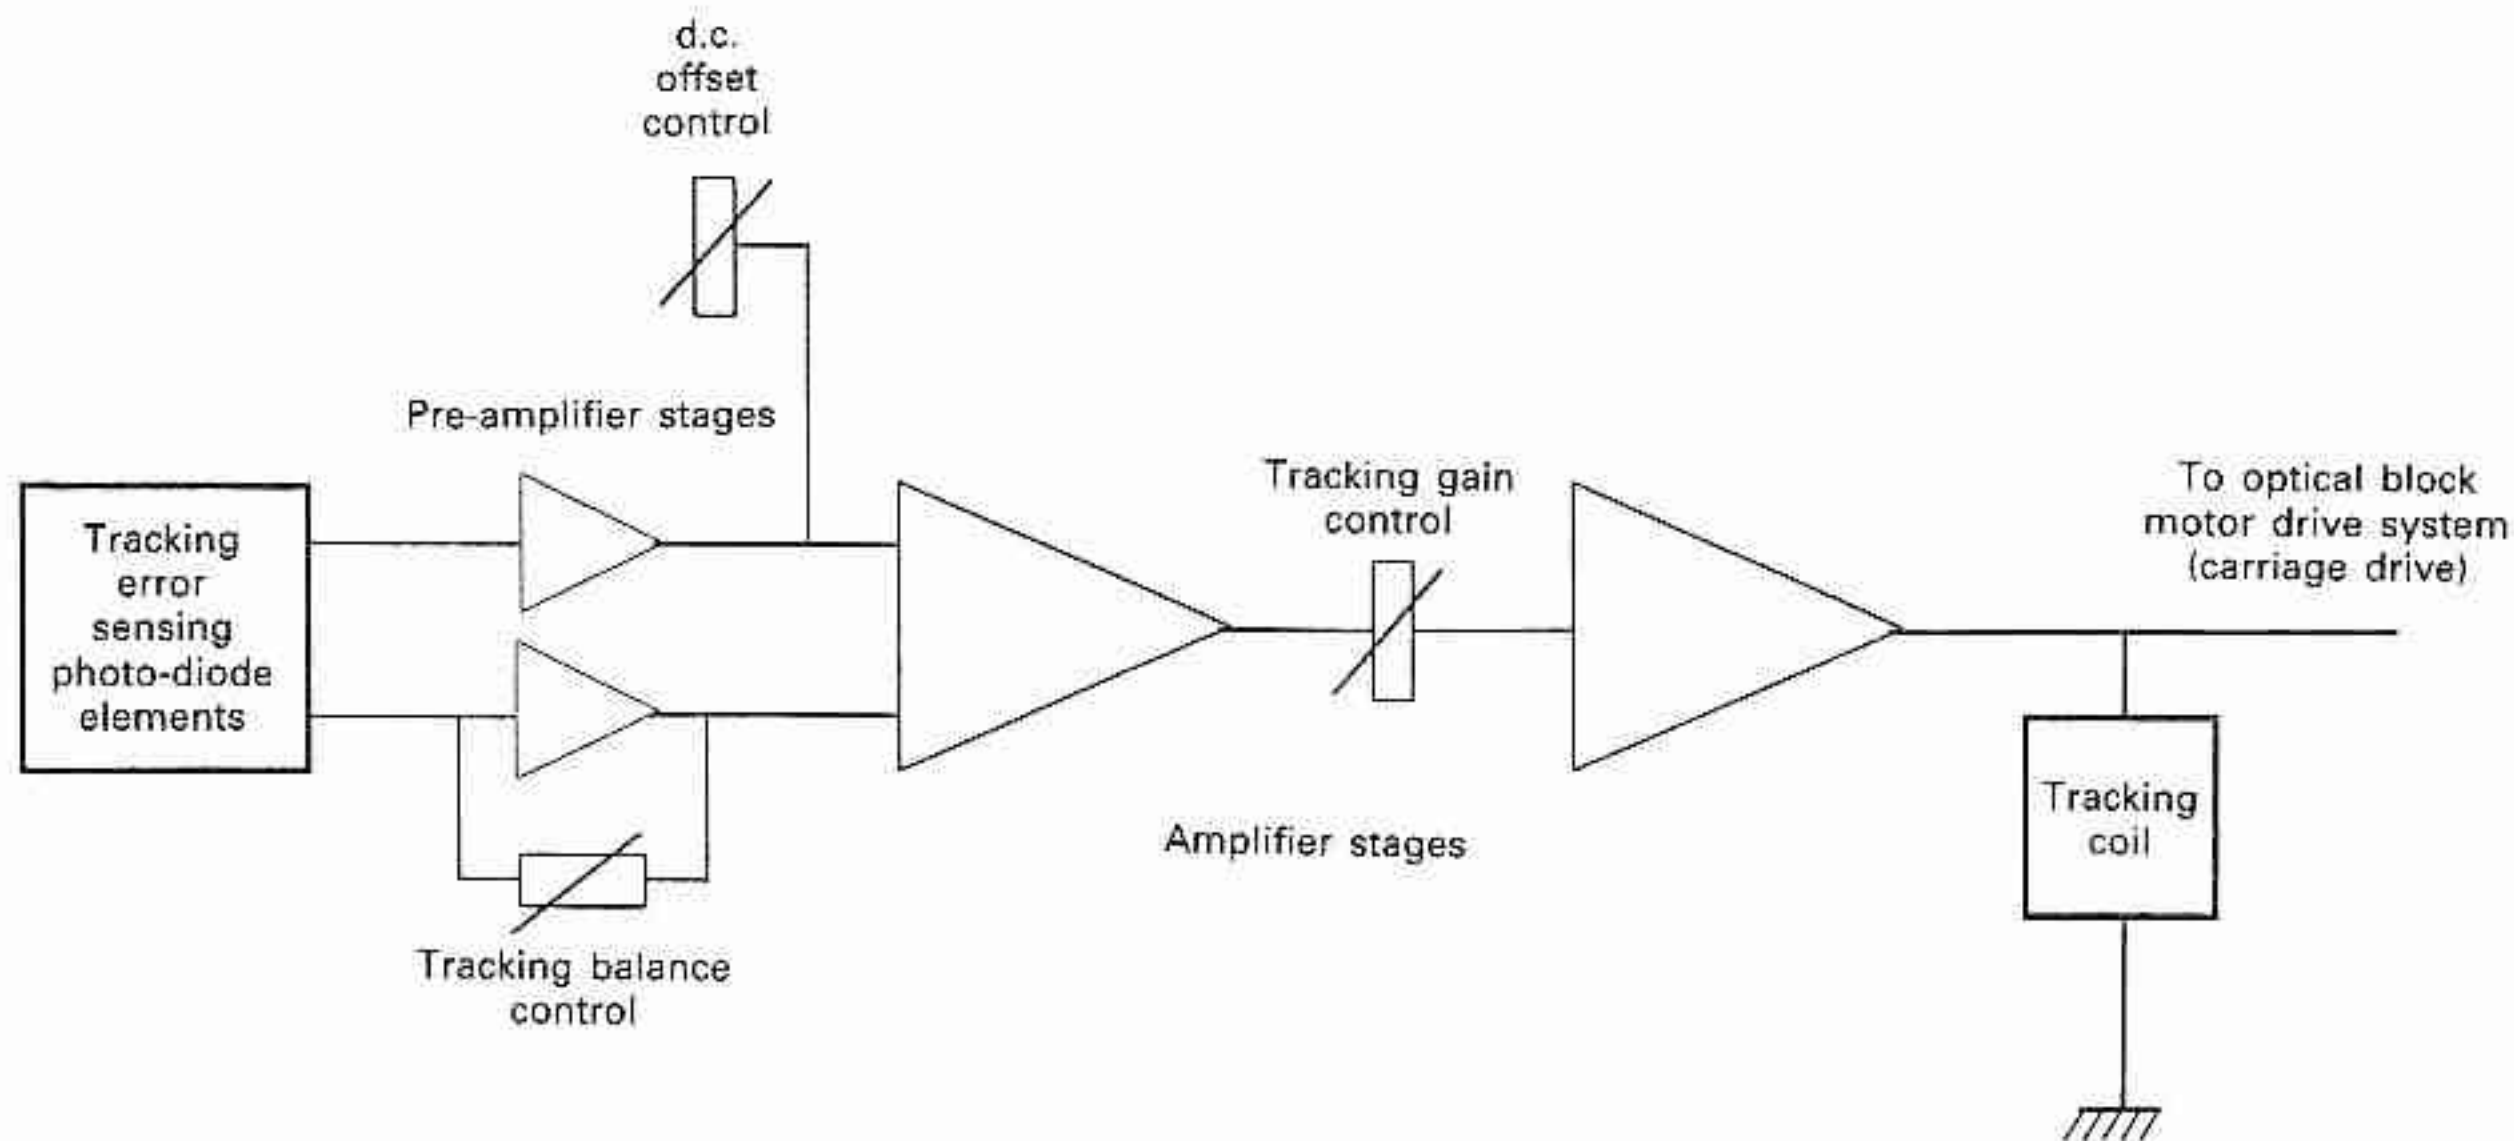 d.c.
offset
control
Pre-amplifier stages
Tracking
error
sensing
photo-diode
elements
Tracking balance
control
Tracking gain
control
Amplifier stages
To optical block
motor drive system
(carriage drive)
Tracking
coil